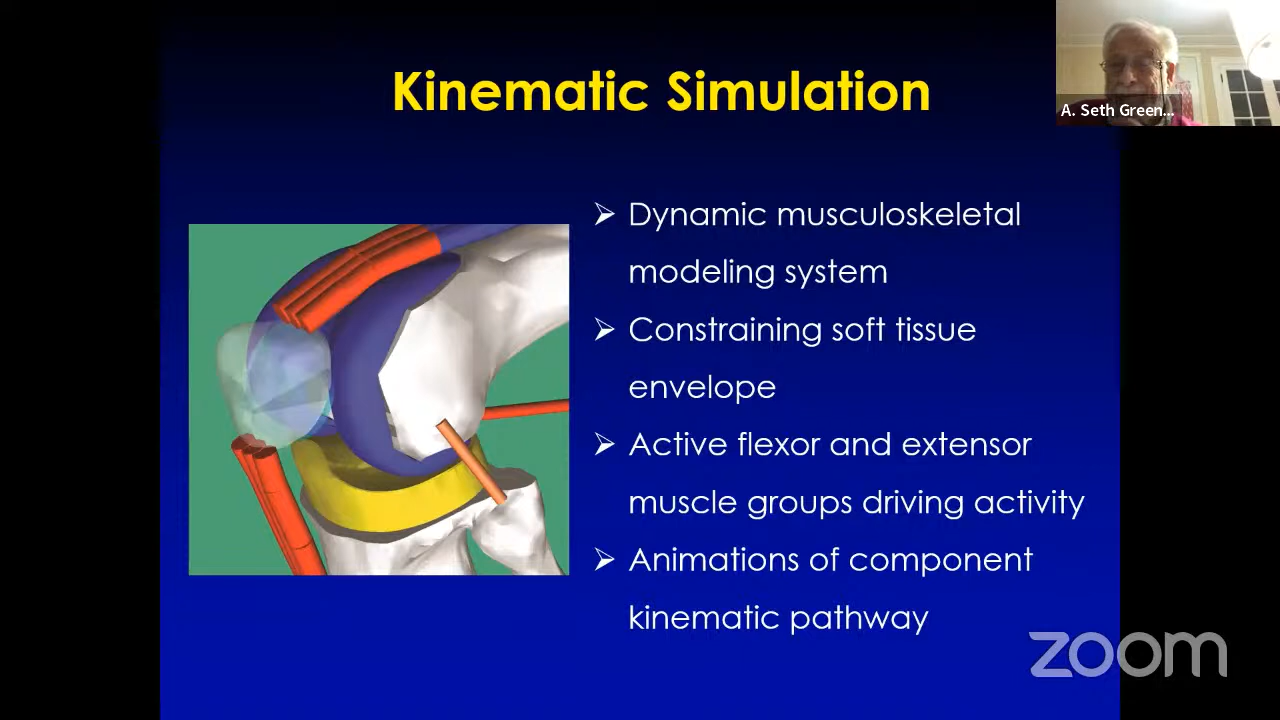 Kinematic Simulation
A. Seth Green...
➢ Dynamic musculoskeletal
modeling system
➢ Constraining soft tissue
envelope
➢ Active flexor and extensor
muscle groups driving activity
➢ Animations of component
kinematic pathway
zoom